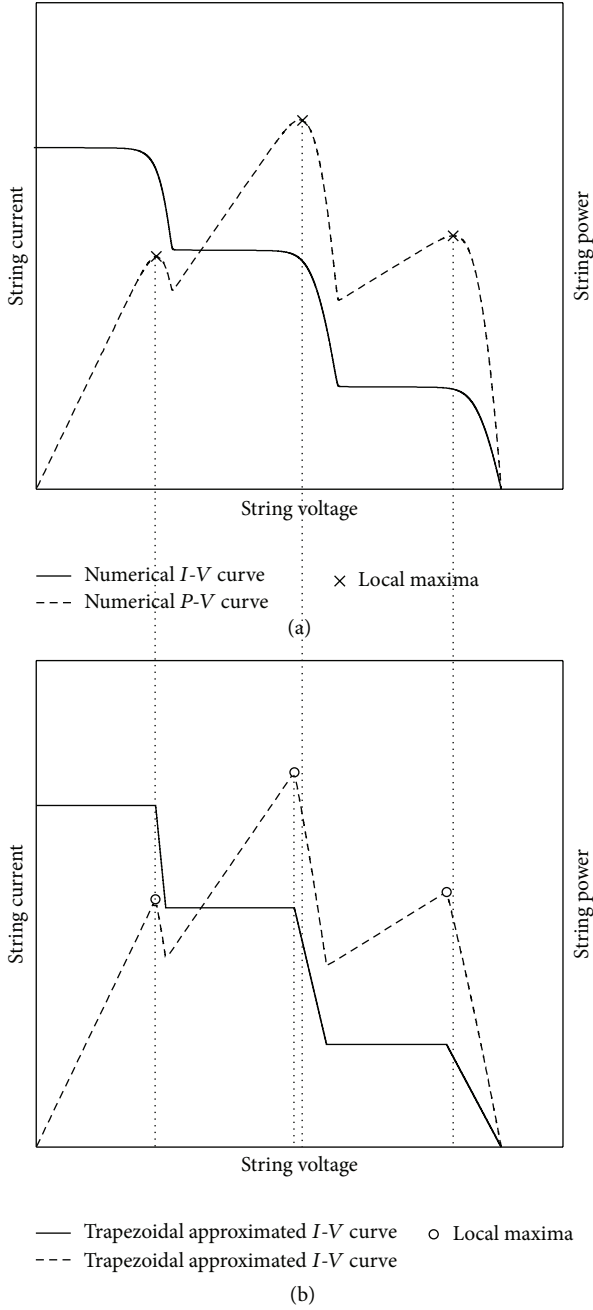 String current
String power
String voltage
Numerical I-V curve
Numerical P-V curve
Local maxima
(a)
String current
String power
String voltage
Trapezoidal approximated I-V curve
Trapezoidal approximated I-V curve
Local maxima
(b)